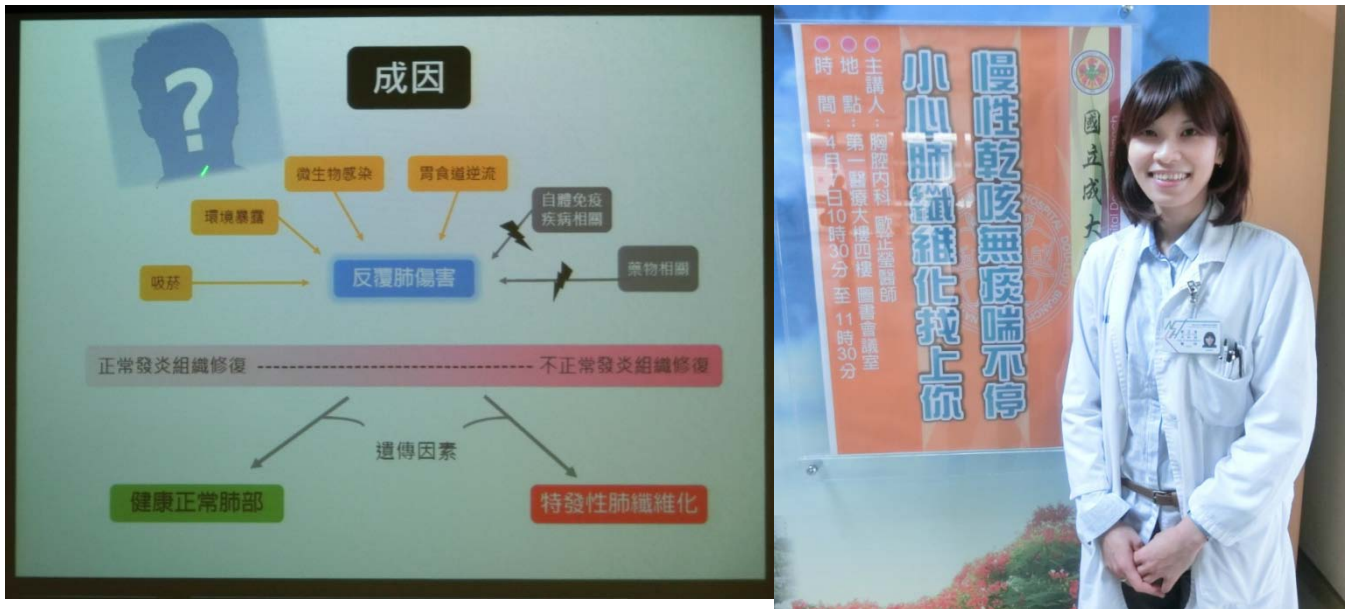 ?
成因
微生物感染
胃食道逆流
自體免疫
疾病相關
環境暴露
吸菸
反覆肺傷害
藥物相關
正常發炎組織修復
不正常發炎組織修復
遺傳因素
健康正常肺部
特發性肺纖維化
國立成大
慢性乾咳無痰喘不停
小心肺纖維化找上你
主講人：胸腔內科 歐芷瑩醫師
地 點：第一醫療大樓四樓 圖書會議室
10時30分 至 11時30分